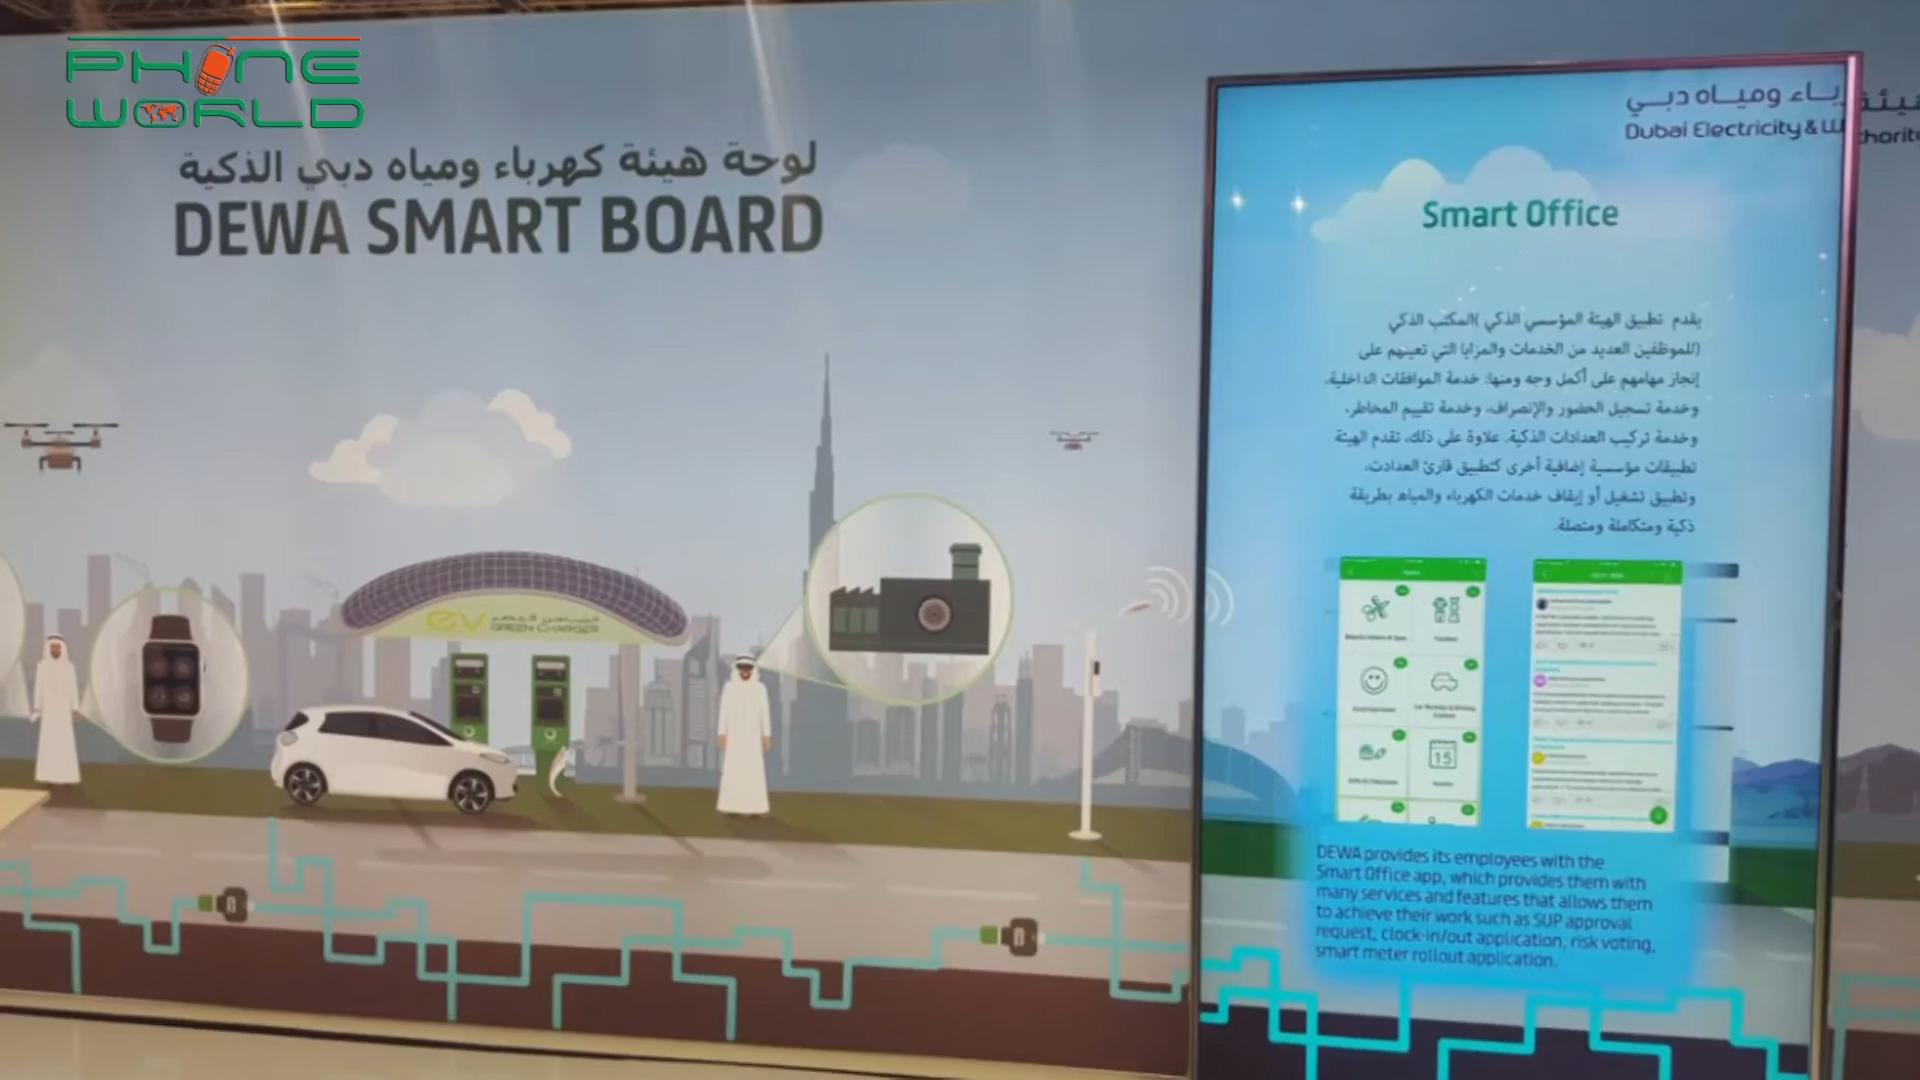 PHONE
WORLD
لوحة هيئة كهرباء ومياه دبي الذكية
DEWA SMART BOARD
EV
GREEN CHARGER
ـرباء وميـاه دبـي
Dubai Electricity & W
thority
Smart Office
يقدم تطبيق الهيئة المؤسسي الذكي )المكتب الذكي
(للموظفين العديد من الخدمات والمزايا التي تعينهم على
إنجاز مهامهم على أكمل وجه ومنها: خدمة الموافقات الداخلية،
وخدمة تسجيل الحضور والإنصراف، وخدمة تقييم المخاطر،
وخدمة تركيب العدادات الذكية. علاوة على ذلك، تقدم الهيئة
تطبيقات مؤسسية إضافية أخرى كتطبيق قارئ العدادت،
وتطبيق تشغيل أو إيقاف خدمات الكهرباء والمياه بطريقة
ذكية ومتكاملة ومتصلة.
15
DEWA provides its employees with the
Smart Office app, which provides them with
many services and features that allows them
to achieve their work such as SUP approval
request, clock-in/out application, risk voting,
smart meter rollout application.